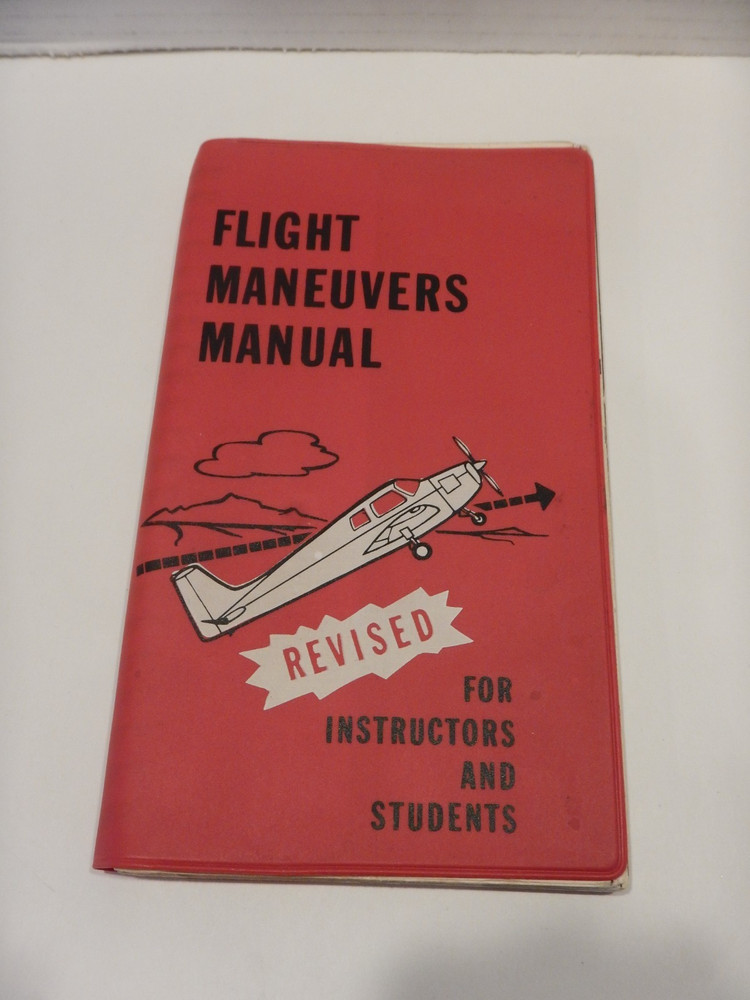 FLIGHT
MANEUVERS
MANUAL
REVISED
FOR
INSTRUCTORS
AND
STUDENTS